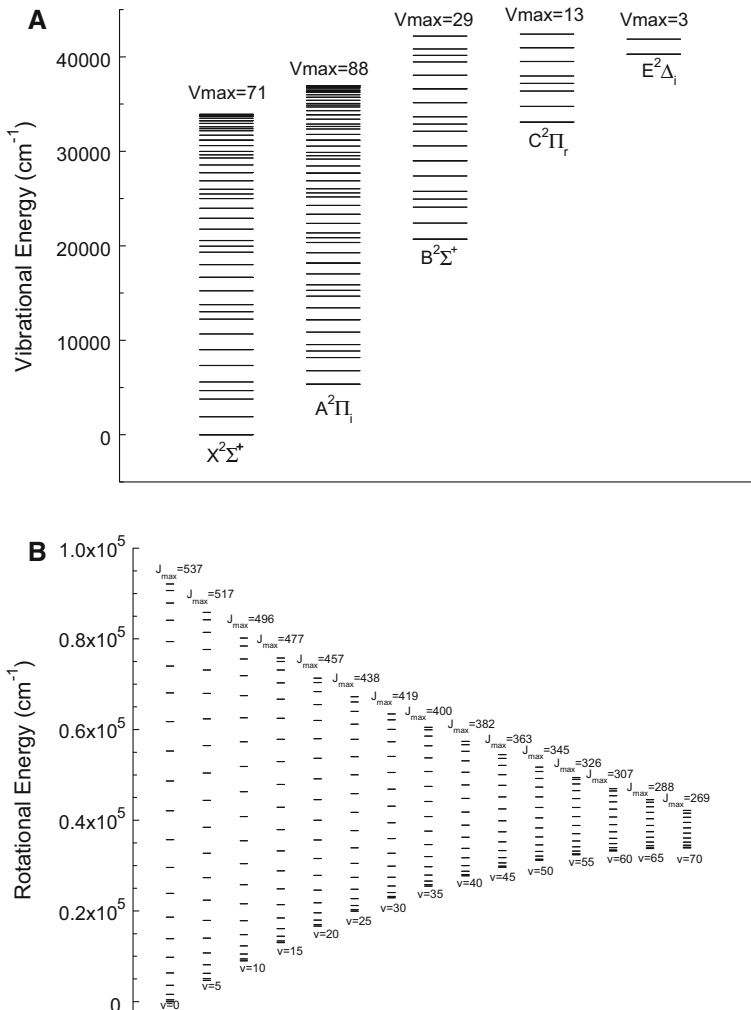 A
Vmax=29
Vmax=13
Vmax=3
Vmax=71
Vmax=88
40000
30000
20000
10000
0
Vibrational Energy (cm⁻¹)
E²Δᵢ
C²Πᵣ
B²Σ⁺
A²Πᵢ
X²Σ⁺
B
1.0x10⁵
0.8x10⁵
0.6x10⁵
0.4x10⁵
0.2x10⁵
0
Rotational Energy (cm⁻¹)
Jmax=537
Jmax=517
Jmax=496
Jmax=477
Jmax=457
Jmax=438
Jmax=419
Jmax=400
Jmax=382
Jmax=363
Jmax=345
Jmax=326
Jmax=307
Jmax=288
Jmax=269
v=0
v=5
v=10
v=15
v=20
v=25
v=30
v=35
v=40
v=45
v=50
v=55
v=60
v=65
v=70